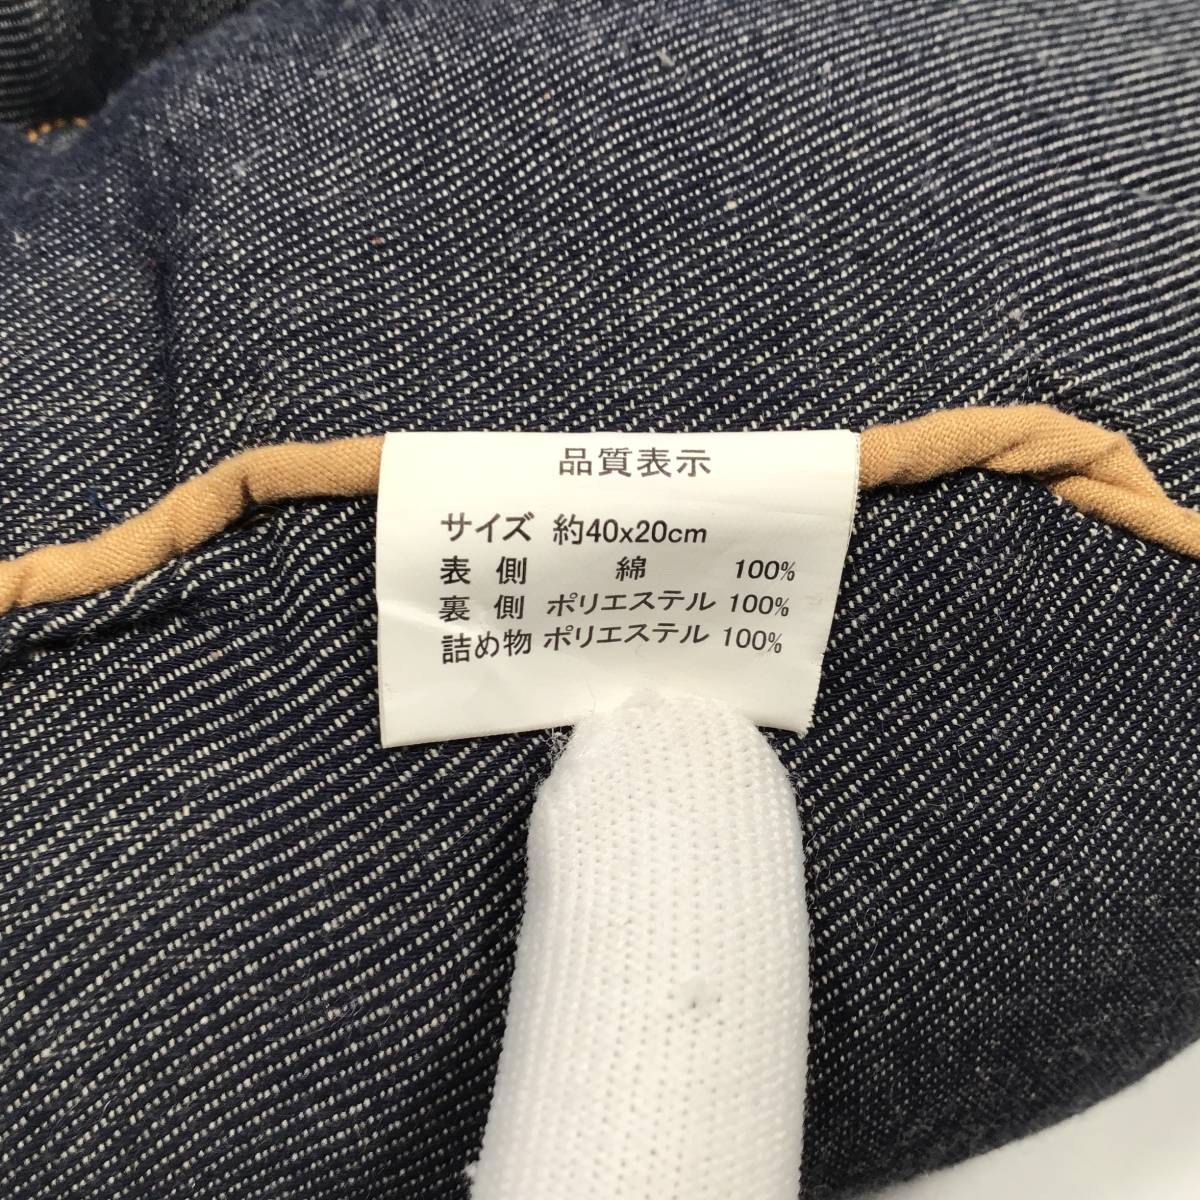 品質表示
サイズ 約40x20cm
表側 綿 100%
裏側 ポリエステル 100%
詰め物 ポリエステル 100%